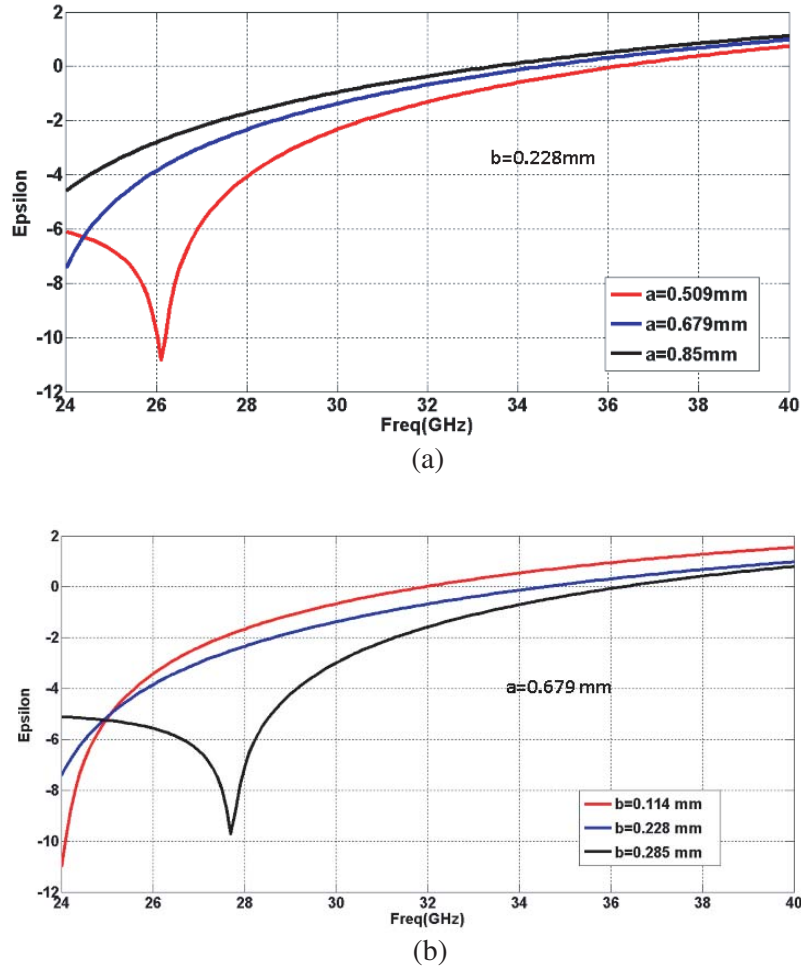 2
0
-2
-4
-6
-8
-10
-12
Epsilon
b=0.228mm
a=0.509mm
a=0.679mm
a=0.85mm
24 26 28 30 32 34 36 38 40
Freq(GHz)
(a)
2
0
-2
-4
-6
-8
-10
-12
Epsilon
a=0.679 mm
b=0.114 mm
b=0.228 mm
b=0.285 mm
24 26 28 30 32 34 36 38 40
Freq(GHz)
(b)